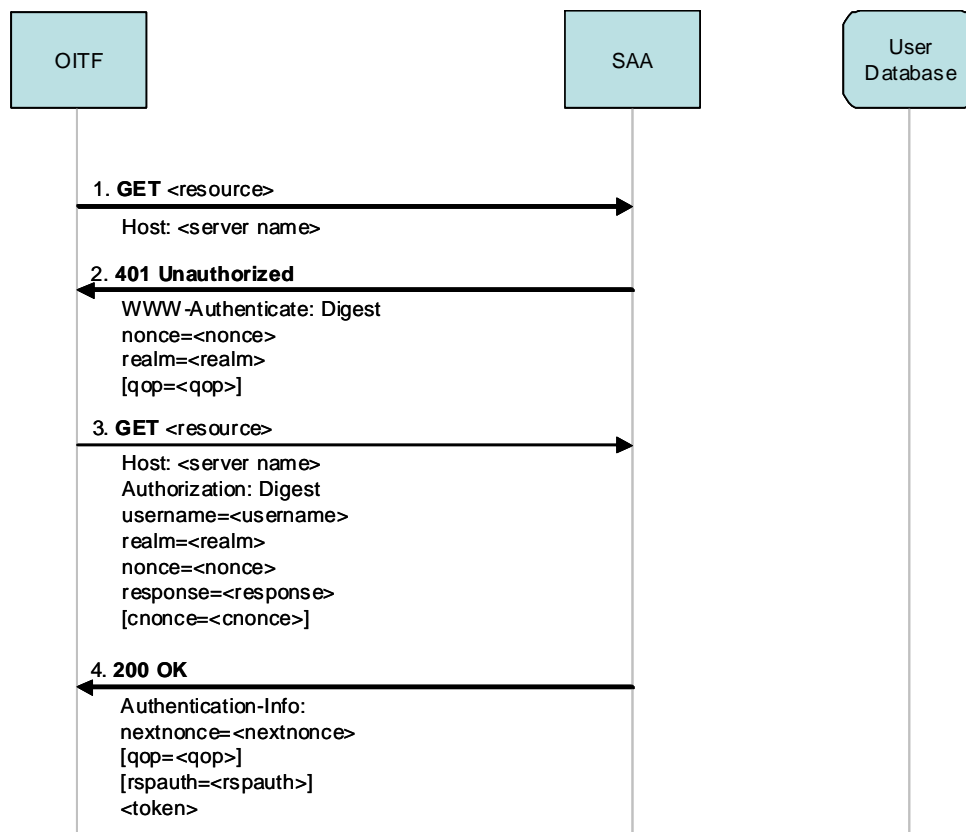 OITF
SAA
User
Database
1. GET <resource>
Host: <server name>
2. 401 Unauthorized
WWW-Authenticate: Digest
nonce=<nonce>
realm=<realm>
[qop=<qop>]
3. GET <resource>
Host: <server name>
Authorization: Digest
username=<username>
realm=<realm>
nonce=<nonce>
response=<response>
[cnonce=<cnonce>]
4. 200 OK
Authentication-Info:
nextnonce=<nextnonce>
[qop=<qop>]
[rspauth=<rspauth>]
<token>